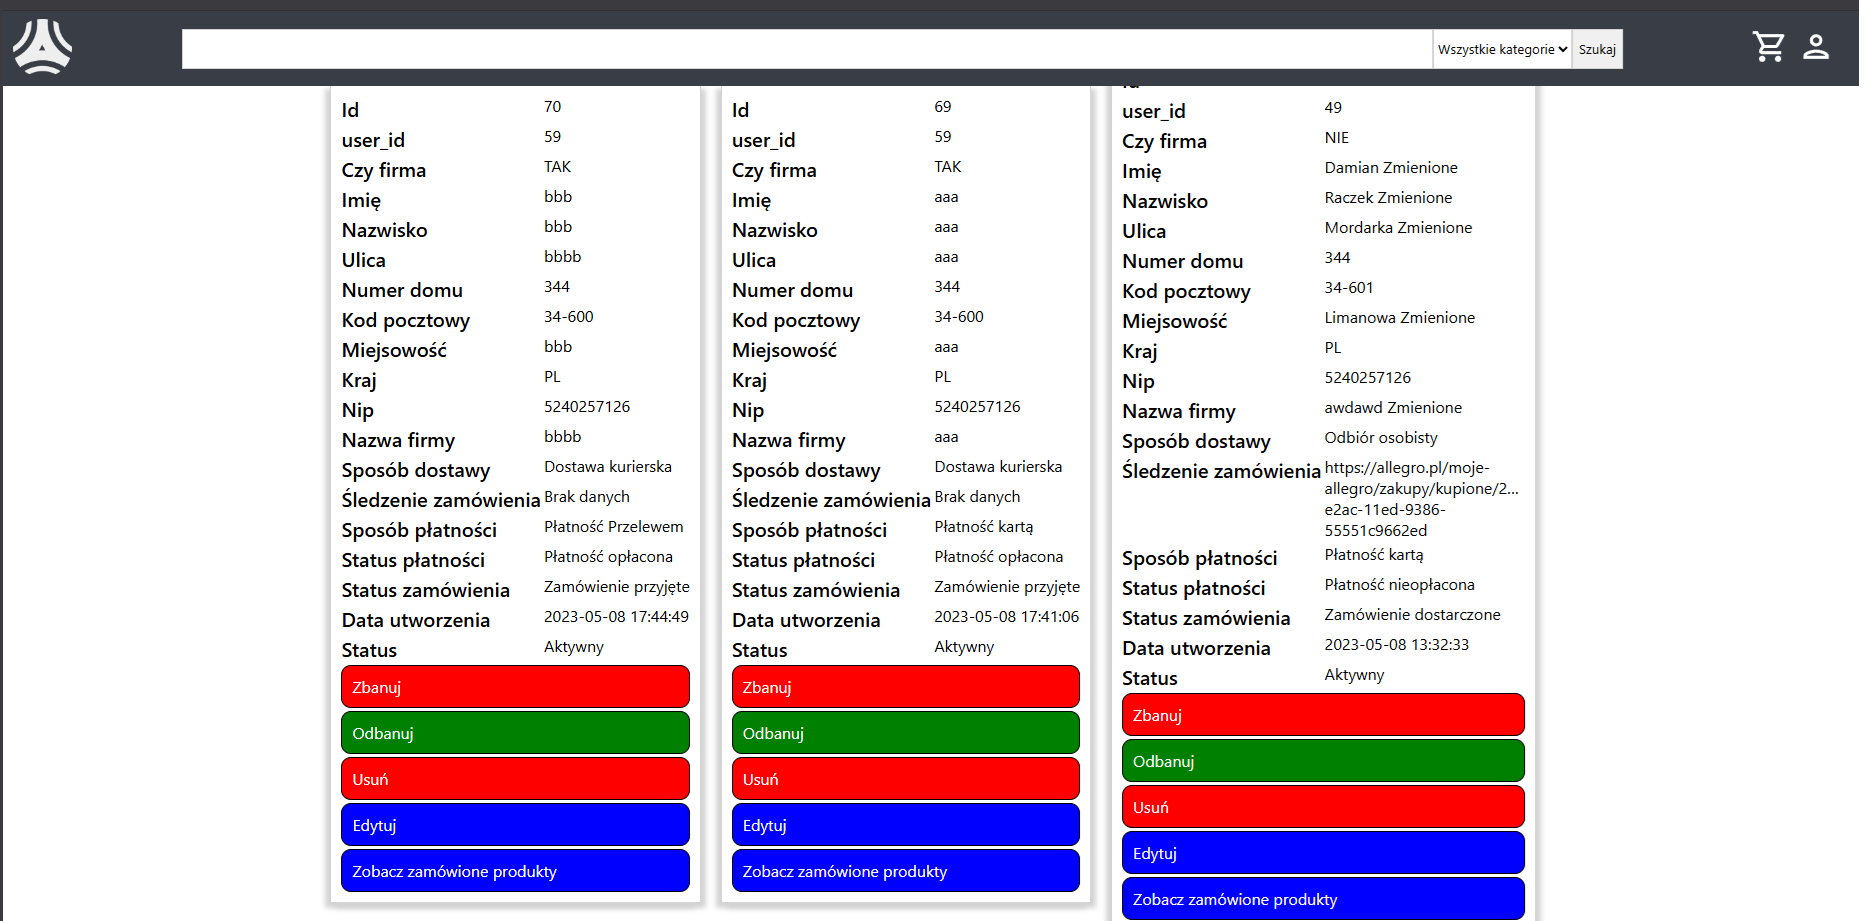 Wszystkie kategorie Szukaj
Id 70
user_id 59
Czy firma TAK
Imię bbb
Nazwisko bbb
Ulica bbbb
Numer domu 344
Kod pocztowy 34-600
Miejsowość bbb
Kraj PL
Nip 5240257126
Nazwa firmy bbbb
Sposób dostawy Dostawa kurierska
Śledzenie zamówienia Brak danych
Sposób płatności Płatność Przelewem
Status płatności Płatność opłacona
Status zamówienia Zamówienie przyjęte
Data utworzenia 2023-05-08 17:44:49
Status Aktywny
Zbanuj
Odbanuj
Usuń
Edytuj
Zobacz zamówione produkty
Id 69
user_id 59
Czy firma TAK
Imię aaa
Nazwisko aaa
Ulica aaa
Numer domu 344
Kod pocztowy 34-600
Miejsowość aaa
Kraj PL
Nip 5240257126
Nazwa firmy aaa
Sposób dostawy Dostawa kurierska
Śledzenie zamówienia Brak danych
Sposób płatności Płatność kartą
Status płatności Płatność opłacona
Status zamówienia Zamówienie przyjęte
Data utworzenia 2023-05-08 17:41:06
Status Aktywny
Zbanuj
Odbanuj
Usuń
Edytuj
Zobacz zamówione produkty
user_id 49
Czy firma NIE
Imię Damian Zmienione
Nazwisko Raczek Zmienione
Ulica Mordarka Zmienione
Numer domu 344
Kod pocztowy 34-601
Miejsowość Limanowa Zmienione
Kraj PL
Nip 5240257126
Nazwa firmy awdawd Zmienione
Sposób dostawy Odbiór osobisty
Śledzenie zamówienia https://allegro.pl/moje-
allegro/zakupy/kupione/2...
e2ac-11ed-9386-
55551c9662ed
Sposób płatności Płatność kartą
Status płatności Płatność nieopłacona
Status zamówienia Zamówienie dostarczone
Data utworzenia 2023-05-08 13:32:33
Status Aktywny
Zbanuj
Odbanuj
Usuń
Edytuj
Zobacz zamówione produkty